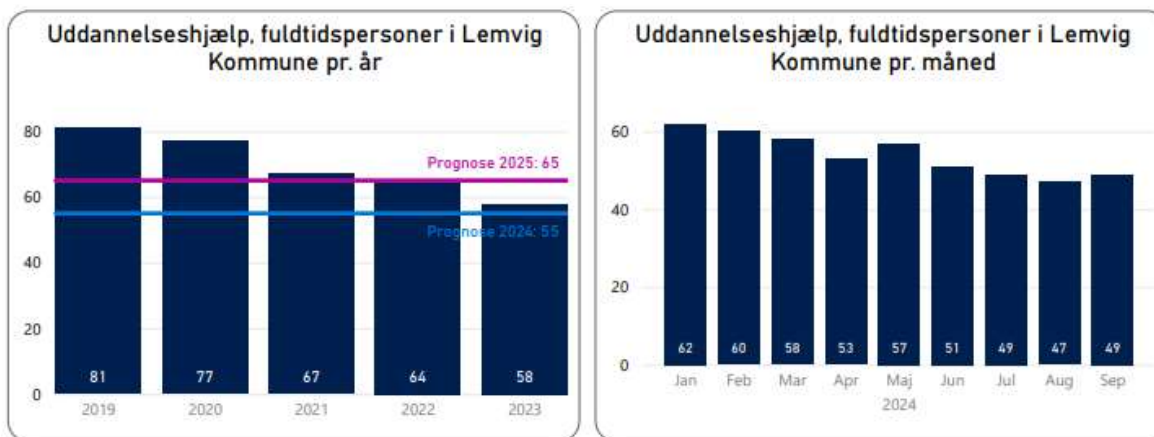 Uddannelseshjælp, fuldtidspersoner i Lemvig
Kommune pr. år
80
60
40
20
0
Prognose 2025: 65
Prognose 2024: 55
81
77
67
64
58
2019
2020
2021
2022
2023
Uddannelseshjælp, fuldtidspersoner i Lemvig
Kommune pr. måned
60
40
20
0
62
60
58
53
57
51
49
47
49
Jan
Feb
Mar
Apr
Maj
Jun
Jul
Aug
Sep
2024